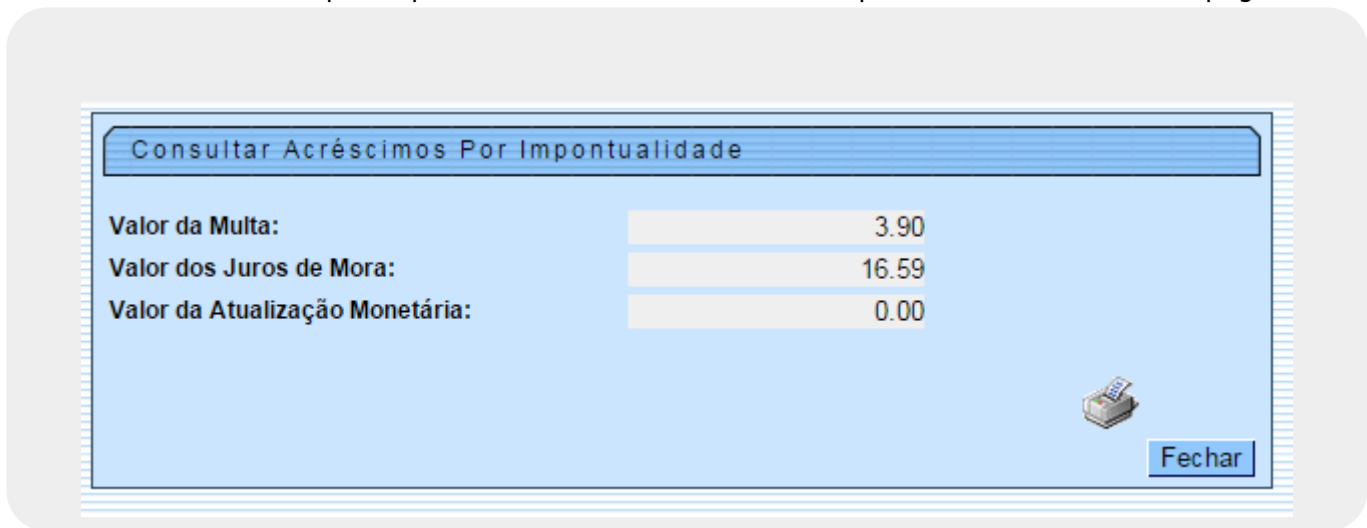 Consultar Acréscimos Por Impontualidade
Valor da Multa: 3.90
Valor dos Juros de Mora: 16.59
Valor da Atualização Monetária: 0.00
Fechar